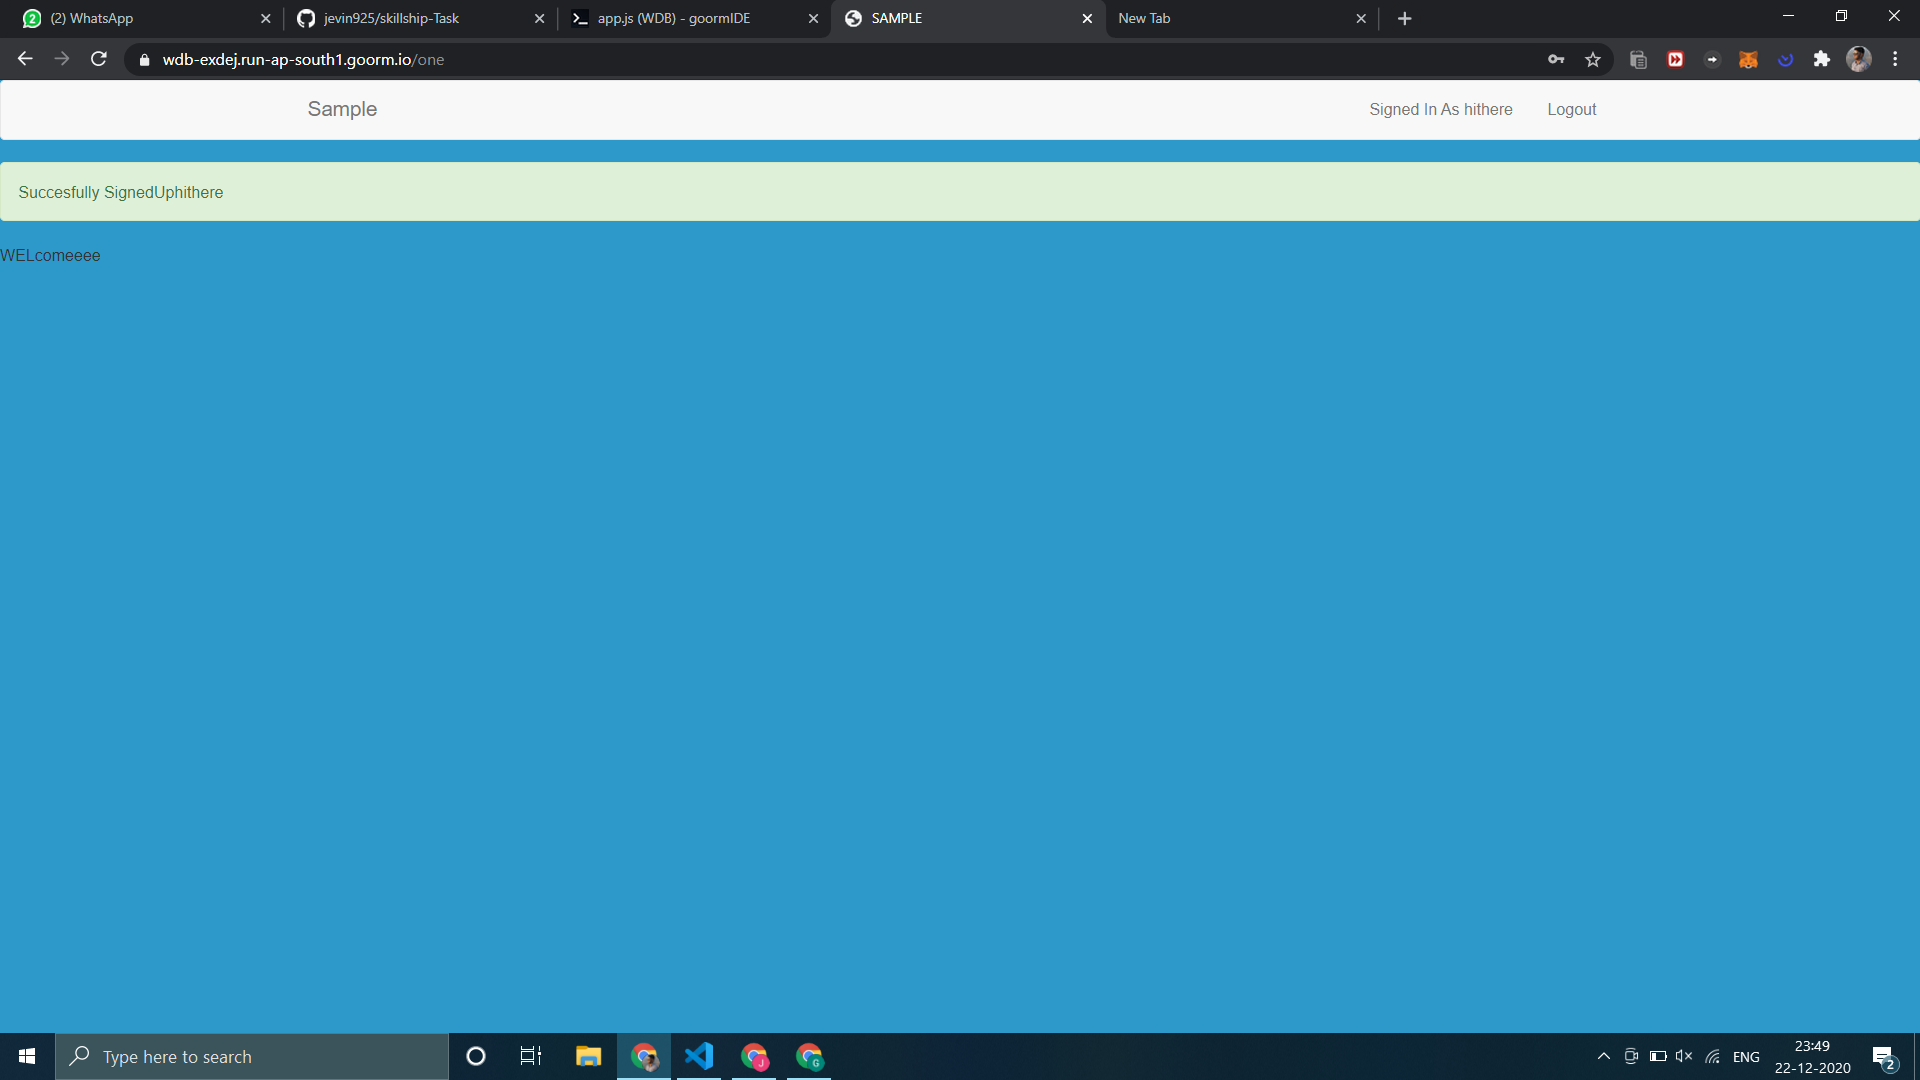 (2) WhatsApp
jevin925/skillship-Task
app.js (WDB) - goormIDE
SAMPLE
New Tab
wdb-exdej.run-ap-south1.goorm.io/one
Sample
Signed In As hithere
Logout
Succesfully SignedUphithere
WELcomeeee
Type here to search
J
G
ENG
23:49
22-12-2020
2